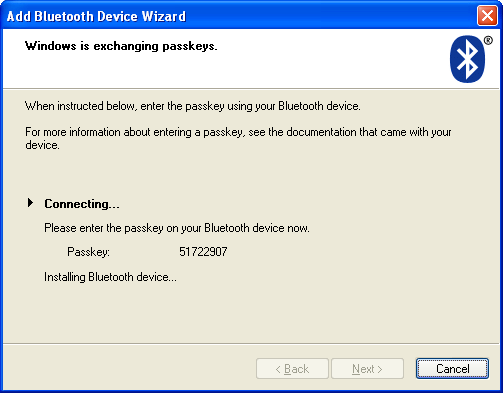 Add Bluetooth Device Wizard
Windows is exchanging passkeys.
®
When instructed below, enter the passkey using your Bluetooth device.
For more information about entering a passkey, see the documentation that came with your
device.
Connecting...
Please enter the passkey on your Bluetooth device now.
Passkey: 51722907
Installing Bluetooth device...
< Back Next > Cancel